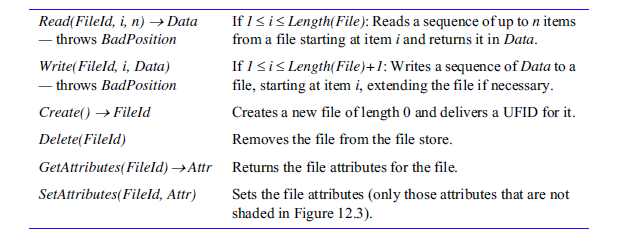 Read(FileId, i, n) → Data If 1 ≤ i ≤ Length(File): Reads a sequence of up to n items
— throws BadPosition from a file starting at item i and returns it in Data.
Write(FileId, i, Data) If 1 ≤ i ≤ Length(File)+1: Writes a sequence of Data to a
— throws BadPosition file, starting at item i, extending the file if necessary.
Create() → FileId Creates a new file of length 0 and delivers a UFID for it.
Delete(FileId) Removes the file from the file store.
GetAttributes(FileId) → Attr Returns the file attributes for the file.
SetAttributes(FileId, Attr) Sets the file attributes (only those attributes that are not
shaded in Figure 12.3).